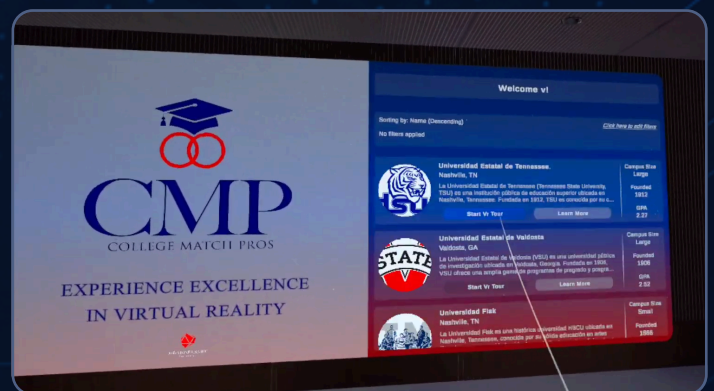 CMP
COLLEGE MATCH PROS
EXPERIENCE EXCELLENCE
IN VIRTUAL REALITY
Welcome vi
Sorting by: Name (Descending)
Click here to edit filters
No filters applied
TSU
Universidad Estatal de Tennessee.
Nashville, TN
La Universidad Estatal de Tennessee (Tennessee State University,
TSU) es una institución pública de educación superior ubicada en
Nashville, Tennessee. Fundada en 1912, TSU es conocida por su u...
Start Vr Tour
Learn More
Campus Size
Large
Founded
1912
GPA
2.27
STATE
Universidad Estatal de Valdosta
Valdosta, GA
La Universidad Estatal de Valdosta (VSU) es una universidad pública
de investigación ubicada en Valdosta, Georgia. Fundada en 1906,
VSU ofrece una amplia gama de programas de pregrado y posgra...
Start Vr Tour
Learn More
Campus Size
Large
Founded
1906
GPA
2.52
Universidad Fisk
Nashville, TN
La Universidad Fisk es una histórica universidad HBCU ubicada en
Nashville, Tennessee, conocida por su sólida educación en artes
Campus Size
Small
Founded
1866